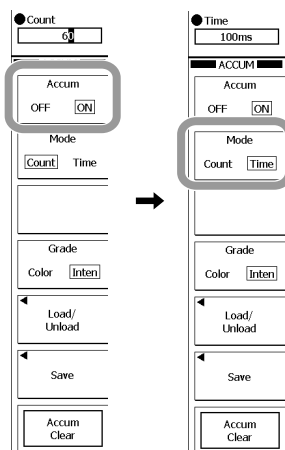 Count
60
Accum
OFF ON
Mode
Count Time
Grade
Color Inten
Load/
Unload
Save
Accum
Clear
Time
100ms
ACCUM
Accum
OFF ON
Mode
Count Time
Grade
Color Inten
Load/
Unload
Save
Accum
Clear